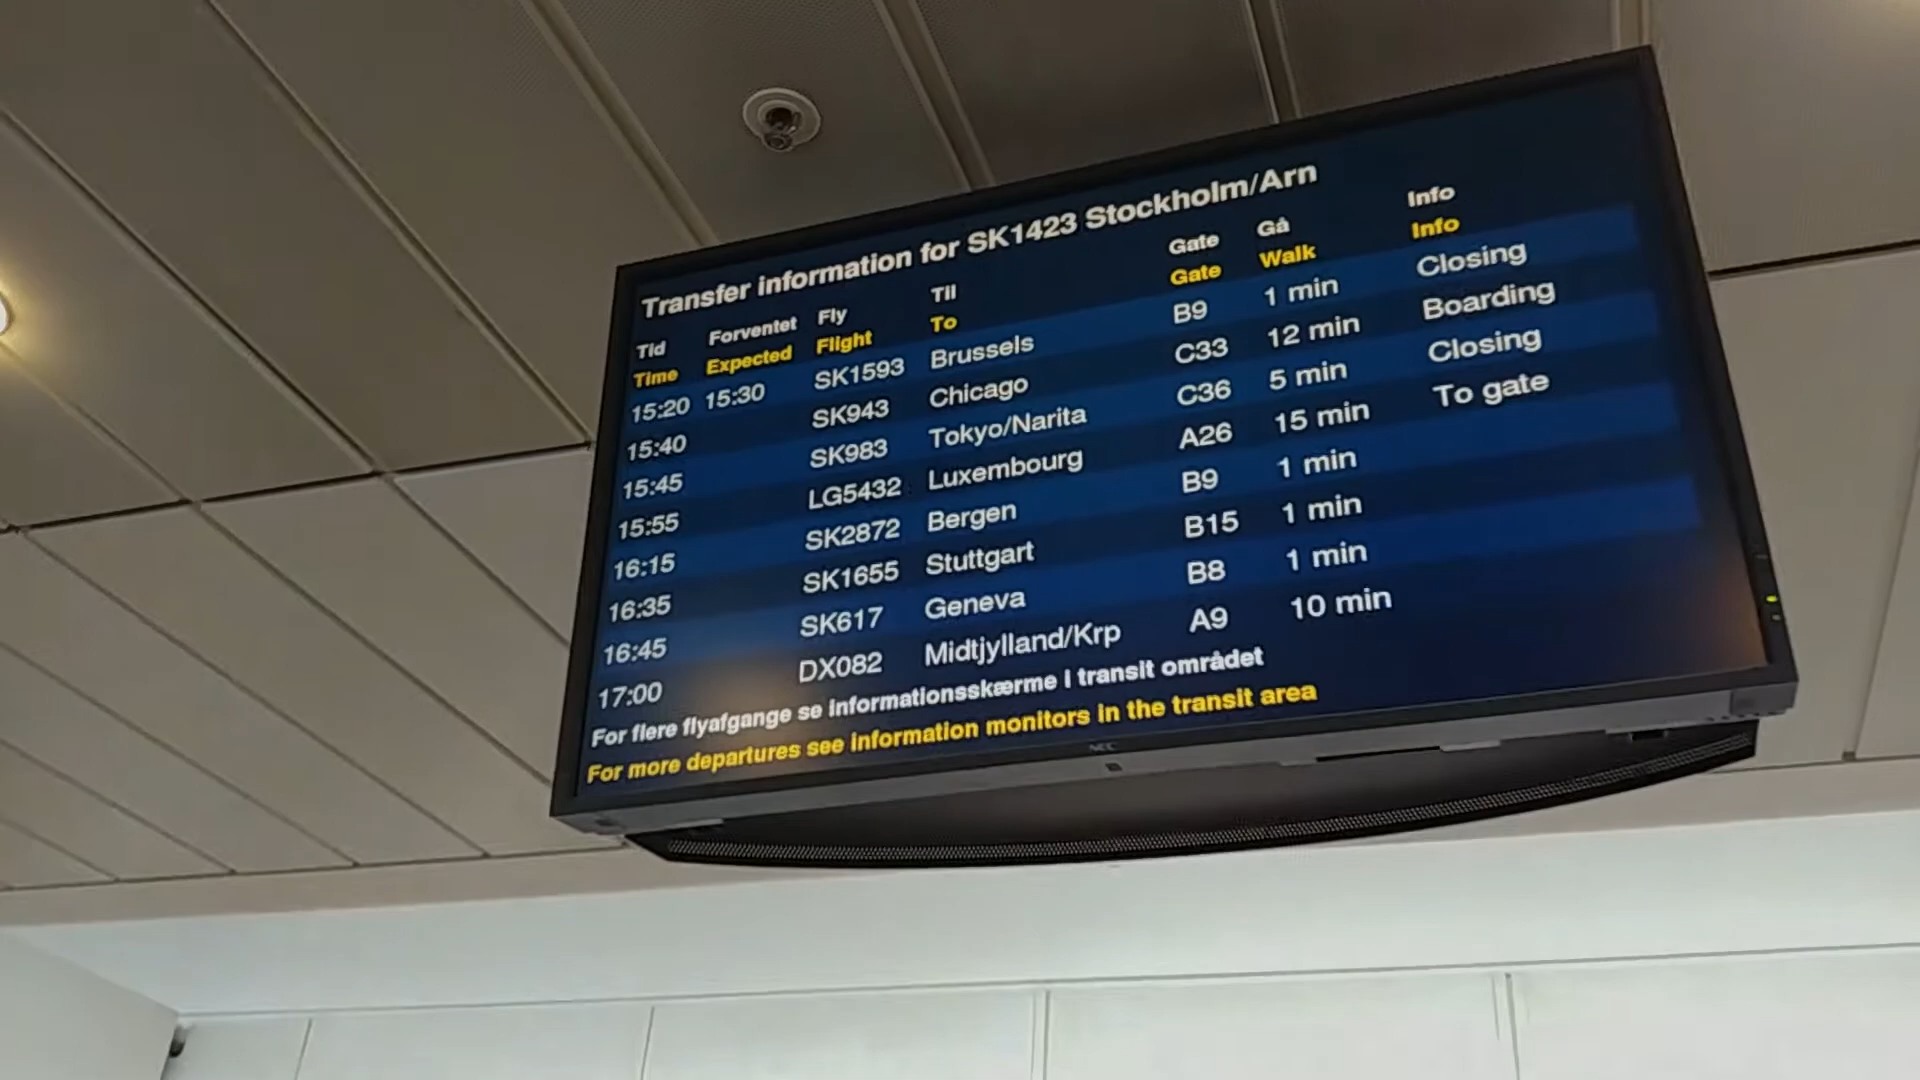 Transfer information for SK1423 Stockholm/Arn
Tid Forventet Fly Til Gate Gå Info
Time Expected Flight To Gate Walk Info
15:20 15:30 SK1593 Brussels B9 1 min Closing
15:40 SK943 Chicago C33 12 min Boarding
15:45 SK983 Tokyo/Narita C36 5 min Closing
15:55 LG5432 Luxembourg A26 15 min To gate
16:15 SK2872 Bergen B9 1 min
16:35 SK1655 Stuttgart B15 1 min
16:45 SK617 Geneva B8 1 min
17:00 DX082 Midtjylland/Krp A9 10 min
For flere flyafgange se informationsskærme i transit området
For more departures see information monitors in the transit area
NEC